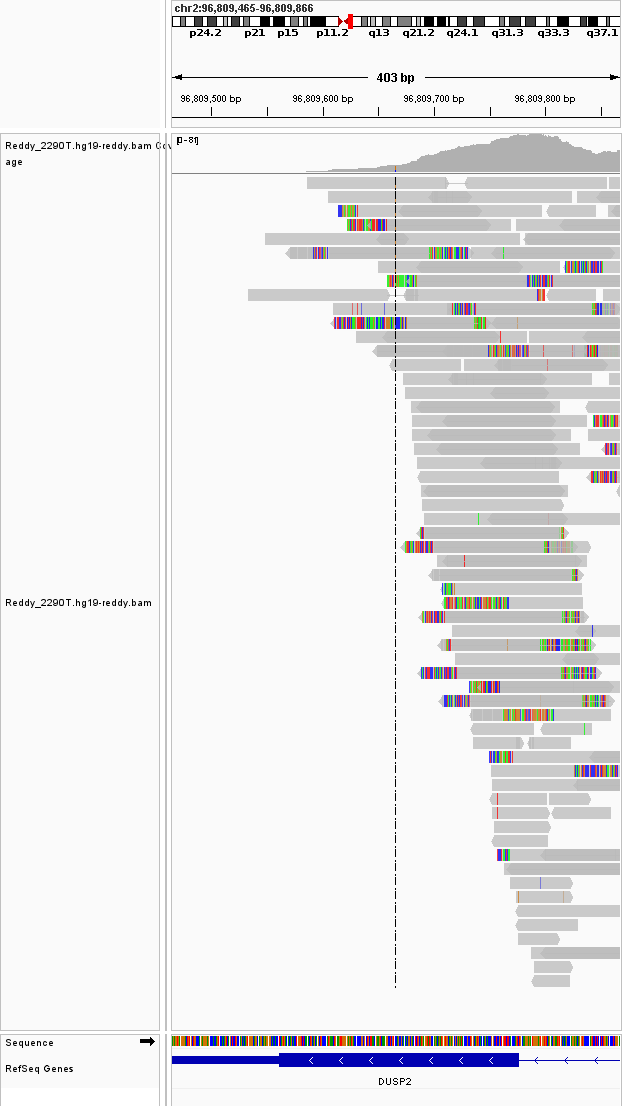 chr2:96,809,465-96,809,866
p24.2 p21 p15 p11.2 q13 q21.2 q24.1 q31.3 q33.3 q37.1
403 bp
96,809,500 bp 96,809,600 bp 96,809,700 bp 96,809,800 bp
Reddy_2290T.hg19-reddy.bam Cov
age
[0-81]
Reddy_2290T.hg19-reddy.bam
Sequence
RefSeq Genes
DUSP2